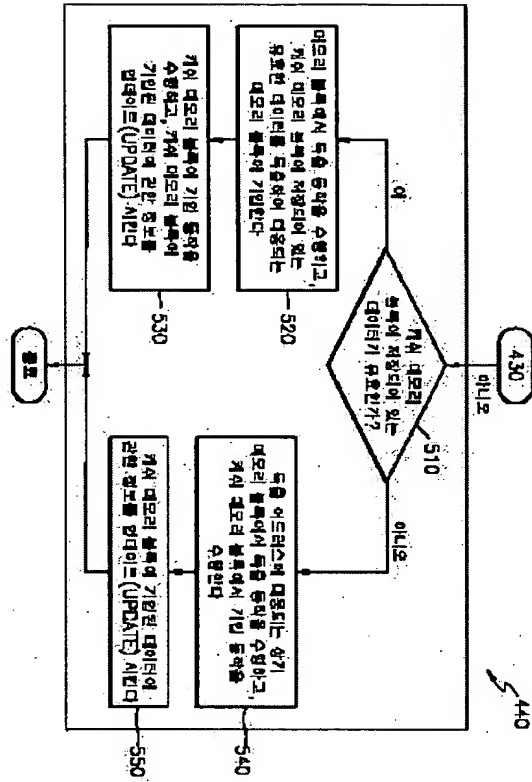 440
430
아니오
캐쉬 메모리
블록에 저장되어 있는
데이터가 유효한가?
510
예
아니오
메모리 블록에서 독출 동작을 수행하고,
캐쉬 메모리 블록에 저장되어 있는
유효한 데이터를 독출하여 대응되는
메모리 블록에 기입한다
520
독출 어드레스에 대응되는 상기
메모리 블록에서 독출 동작을 수행하고,
캐쉬 메모리 블록에서 기입 동작을
수행한다
540
캐쉬 메모리 블록에 기입 동작을
수행하고, 캐쉬 메모리 블록에
기입된 데이터에 관한 정보를
업데이트(UPDATE) 시킨다
530
캐쉬 메모리 블록에 기입된 데이터에
관한 정보를 업데이트(UPDATE) 시킨다
550
종료